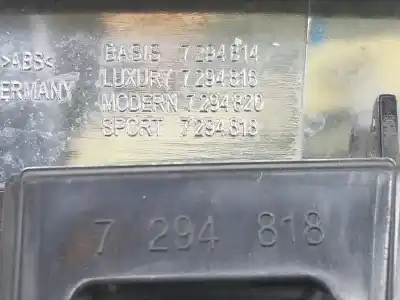 >ABS<
GERMANY
BASIS 7 294 814
LUXURY 7 294 816
MODERN 7 294 820
SPORT 7 294 818
7 294 818